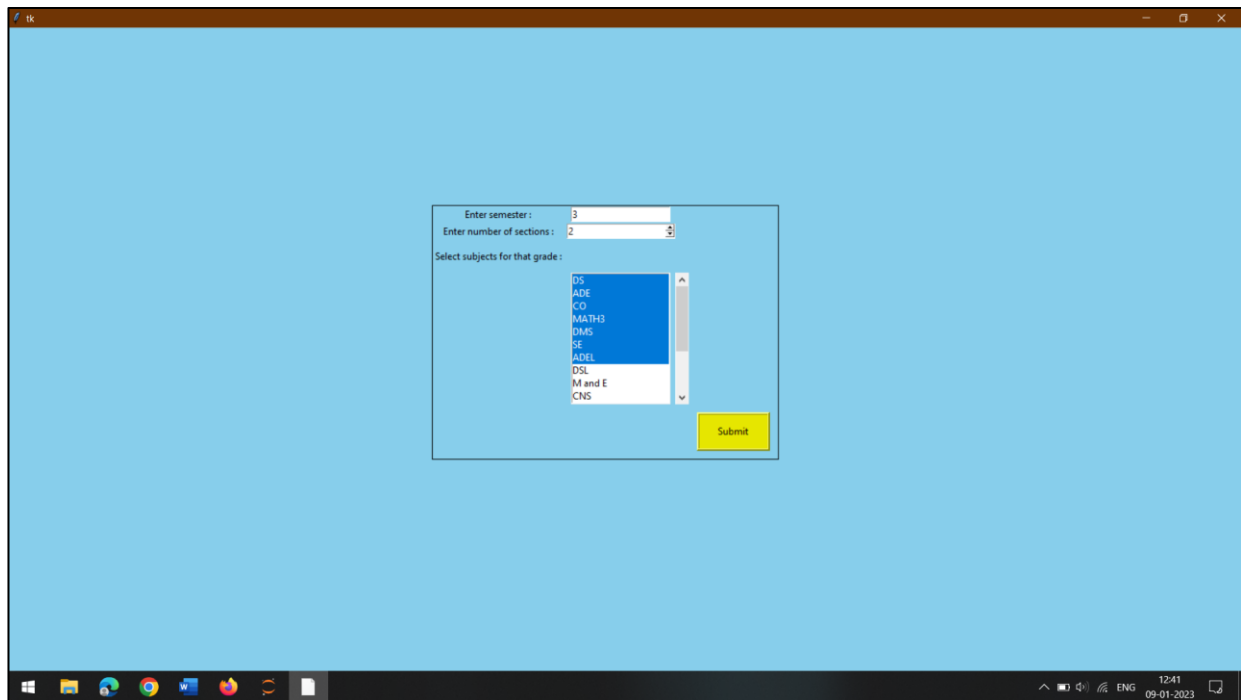 tk
Enter semester : 3
Enter number of sections : 2
Select subjects for that grade :
DS
ADE
CO
MATH3
DMS
SE
ADEL
DSL
M and E
CNS
Submit
ENG
12:41
09-01-2023